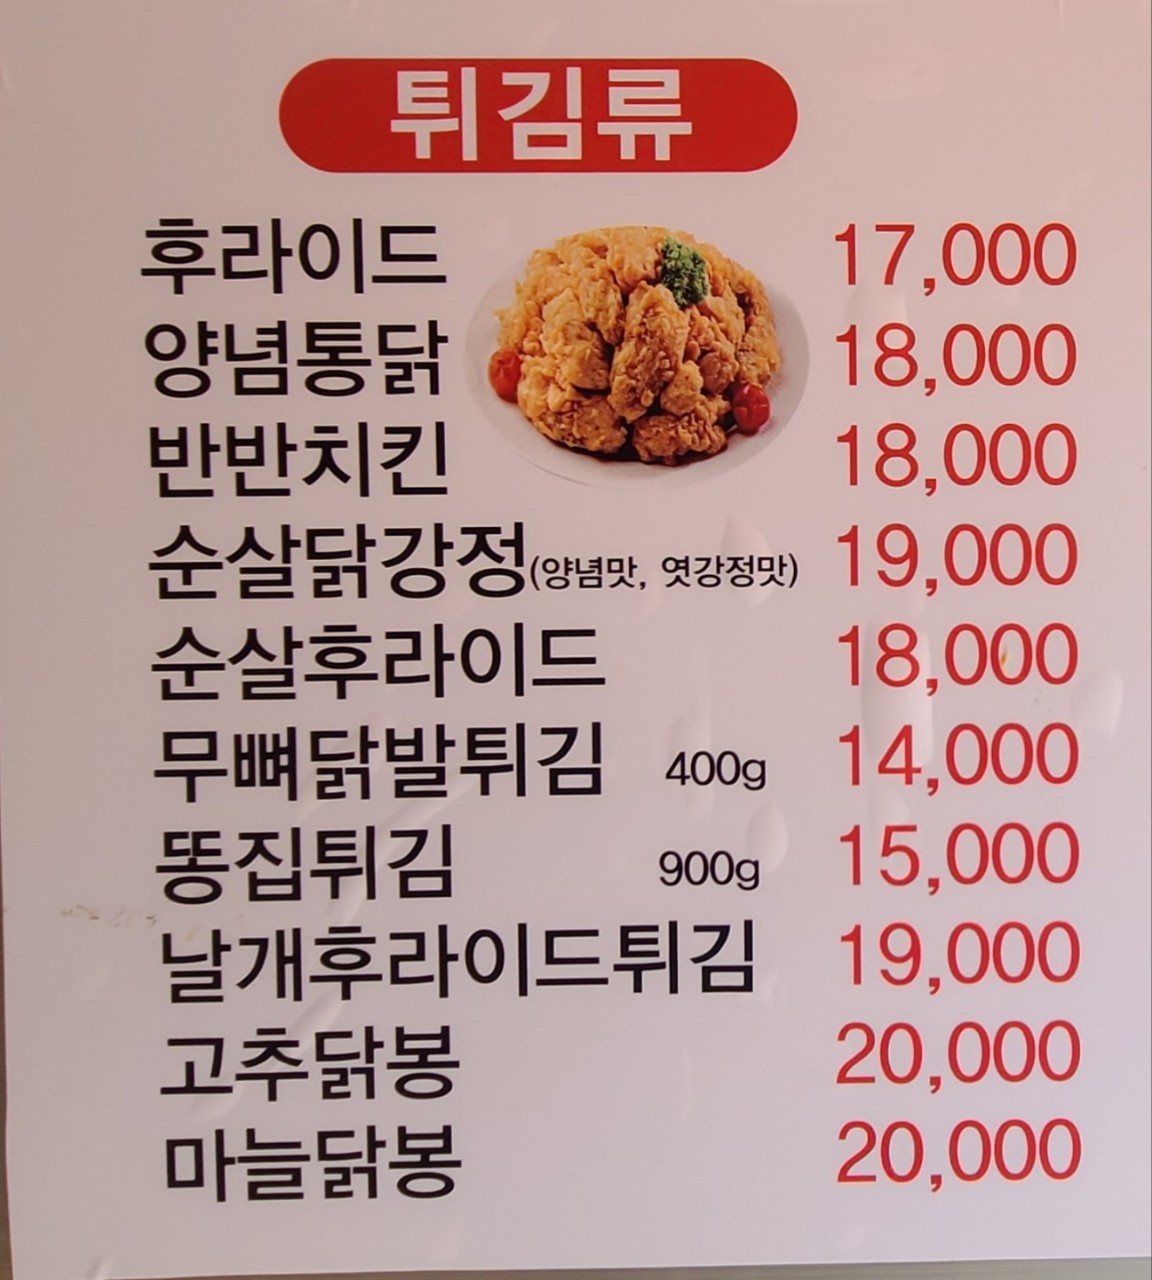 튀김류
후라이드 17,000
양념통닭 18,000
반반치킨 18,000
순살닭강정(양념맛, 엿강정맛) 19,000
순살후라이드 18,000
무뼈닭발튀김 400g 14,000
똥집튀김 900g 15,000
날개후라이드튀김 19,000
고추닭봉 20,000
마늘닭봉 20,000